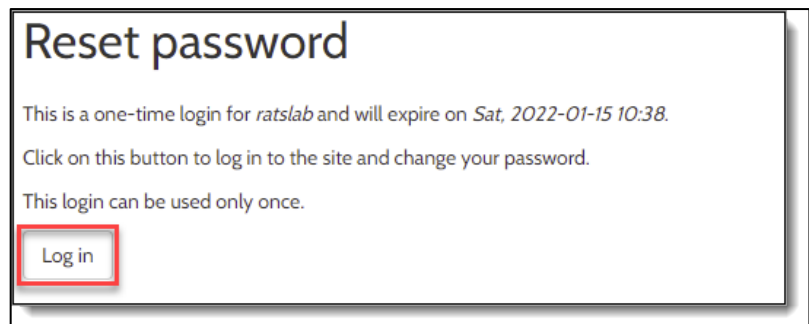 Reset password
This is a one-time login for ratslab and will expire on Sat, 2022-01-15 10:38.
Click on this button to log in to the site and change your password.
This login can be used only once.
Log in